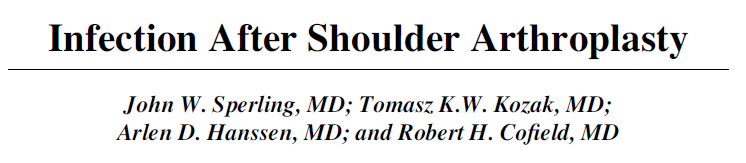 Infection After Shoulder Arthroplasty
John W. Sperling, MD; Tomasz K.W. Kozak, MD;
Arlen D. Hanssen, MD; and Robert H. Cofield, MD